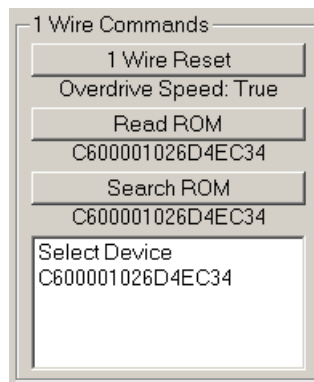 1 Wire Commands
1 Wire Reset
Overdrive Speed: True
Read ROM
C600001026D4EC34
Search ROM
C600001026D4EC34
Select Device
C600001026D4EC34